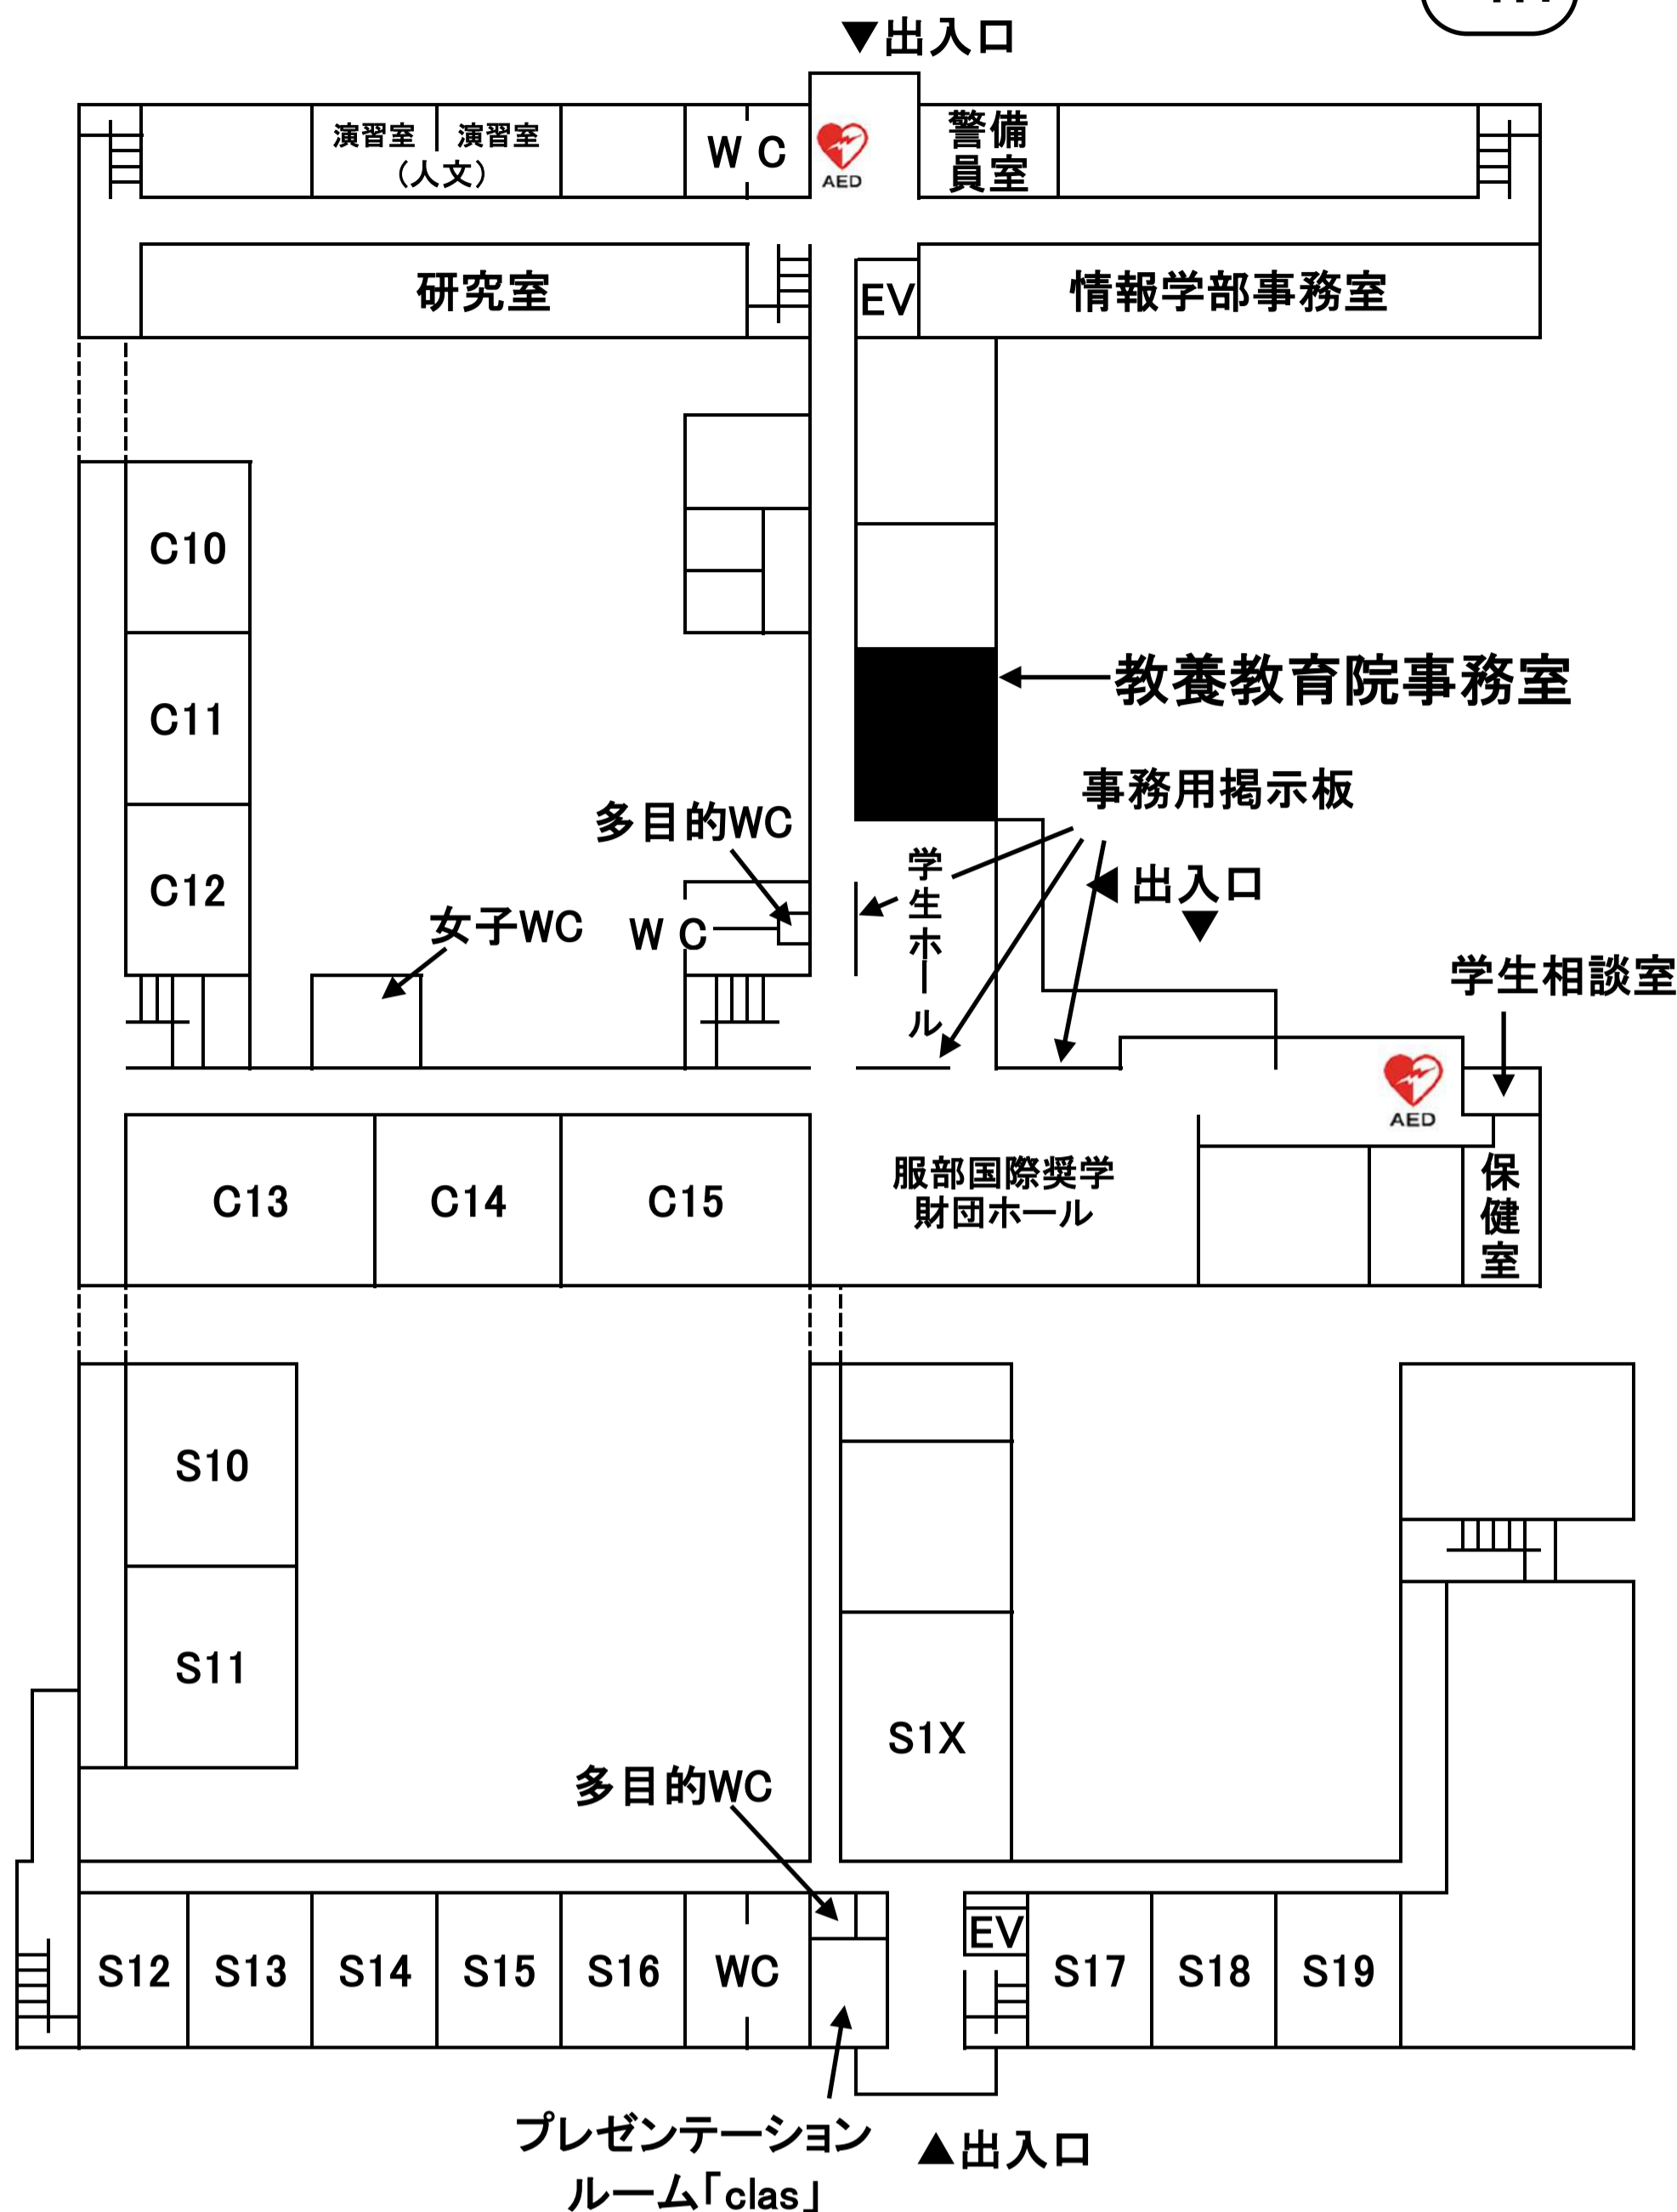 ▼出入口
演習室 演習室
(人文)
WC
AED
警備
員室
研究室
EV
情報学部事務室
C10
C11
教養教育院事務室
事務用掲示板
多目的WC
学生ホール
◀出入口
▼
C12
女子WC
WC
学生相談室
AED
C13
C14
C15
服部国際奨学
財団ホール
保健室
S10
S11
S1X
多目的WC
EV
S12
S13
S14
S15
S16
WC
S17
S18
S19
プレゼンテーション
ルーム「clas」
▲出入口